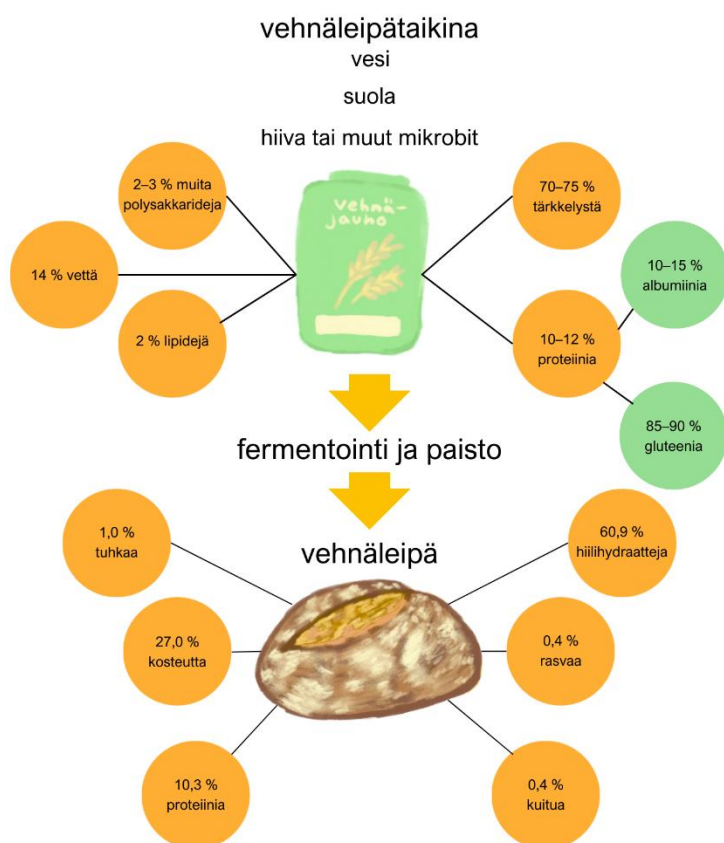 vehnäleipätaikina
vesi
suola
hiiva tai muut mikrobit
2–3 % muita
polysakkarideja
14 % vettä
2 % lipidejä
vehnä-
jauho
70–75 %
tärkkelystä
10–12 %
proteiinia
10–15 %
albumiinia
85–90 %
gluteenia
fermentointi ja paisto
vehnäleipä
1,0 %
tuhkaa
27,0 %
kosteutta
10,3 %
proteiinia
60,9 %
hiilihydraatteja
0,4 %
rasvaa
0,4 %
kuitua